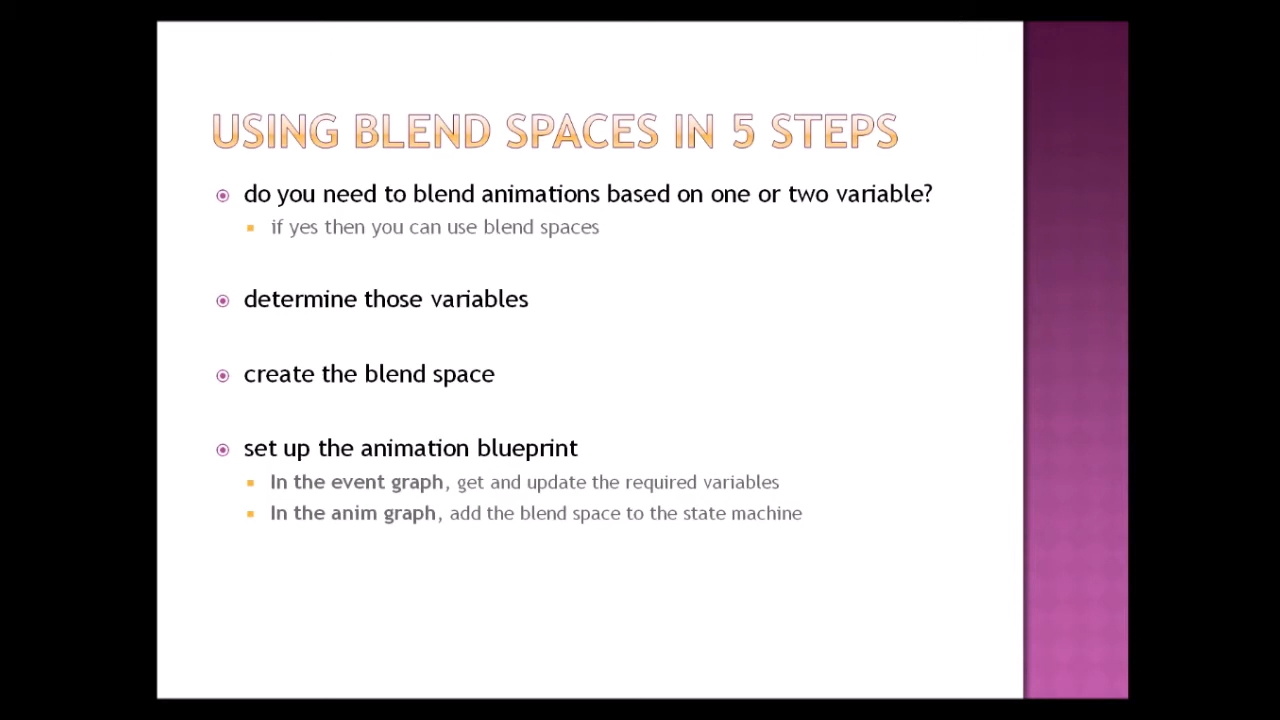 USING BLEND SPACES IN 5 STEPS
do you need to blend animations based on one or two variable?
if yes then you can use blend spaces
determine those variables
create the blend space
set up the animation blueprint
In the event graph, get and update the required variables
In the anim graph, add the blend space to the state machine